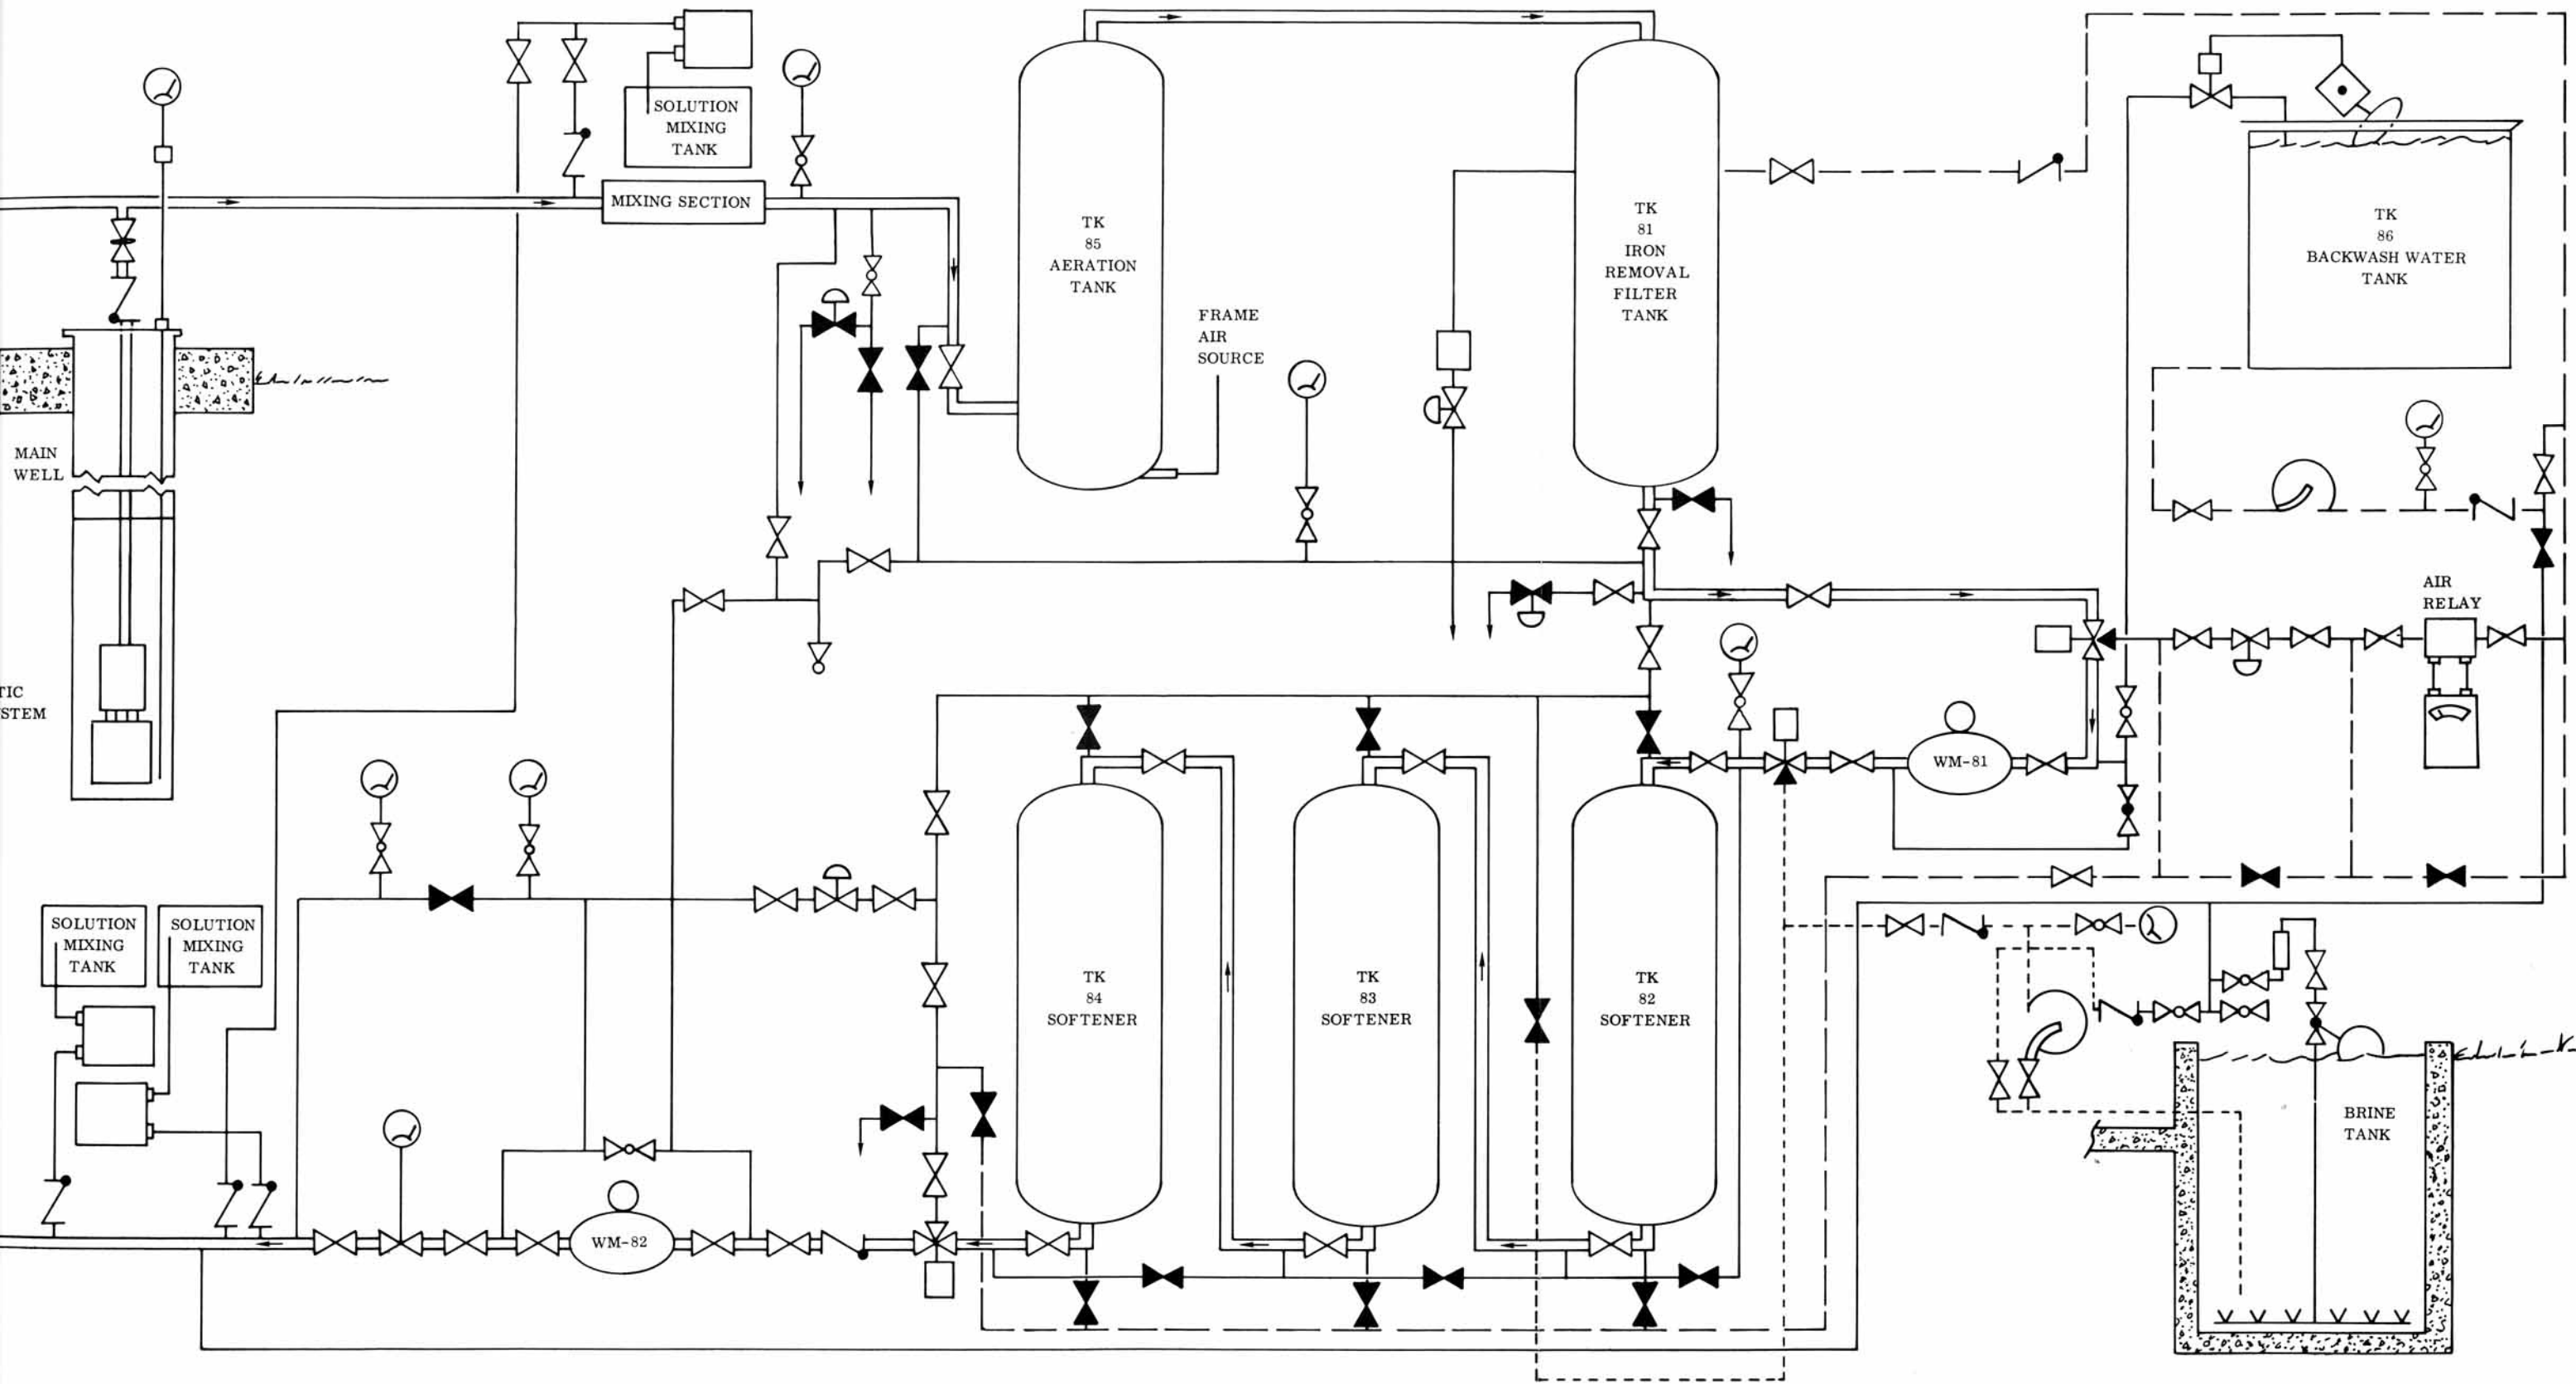 SOLUTION
MIXING
TANK
MIXING SECTION
TK
85
AERATION
TANK
FRAME
AIR
SOURCE
TK
81
IRON
REMOVAL
FILTER
TANK
TK
86
BACKWASH WATER
TANK
MAIN
WELL
TIC
STEM
AIR
RELAY
WM-81
SOLUTION
MIXING
TANK
SOLUTION
MIXING
TANK
TK
84
SOFTENER
TK
83
SOFTENER
TK
82
SOFTENER
BRINE
TANK
WM-82